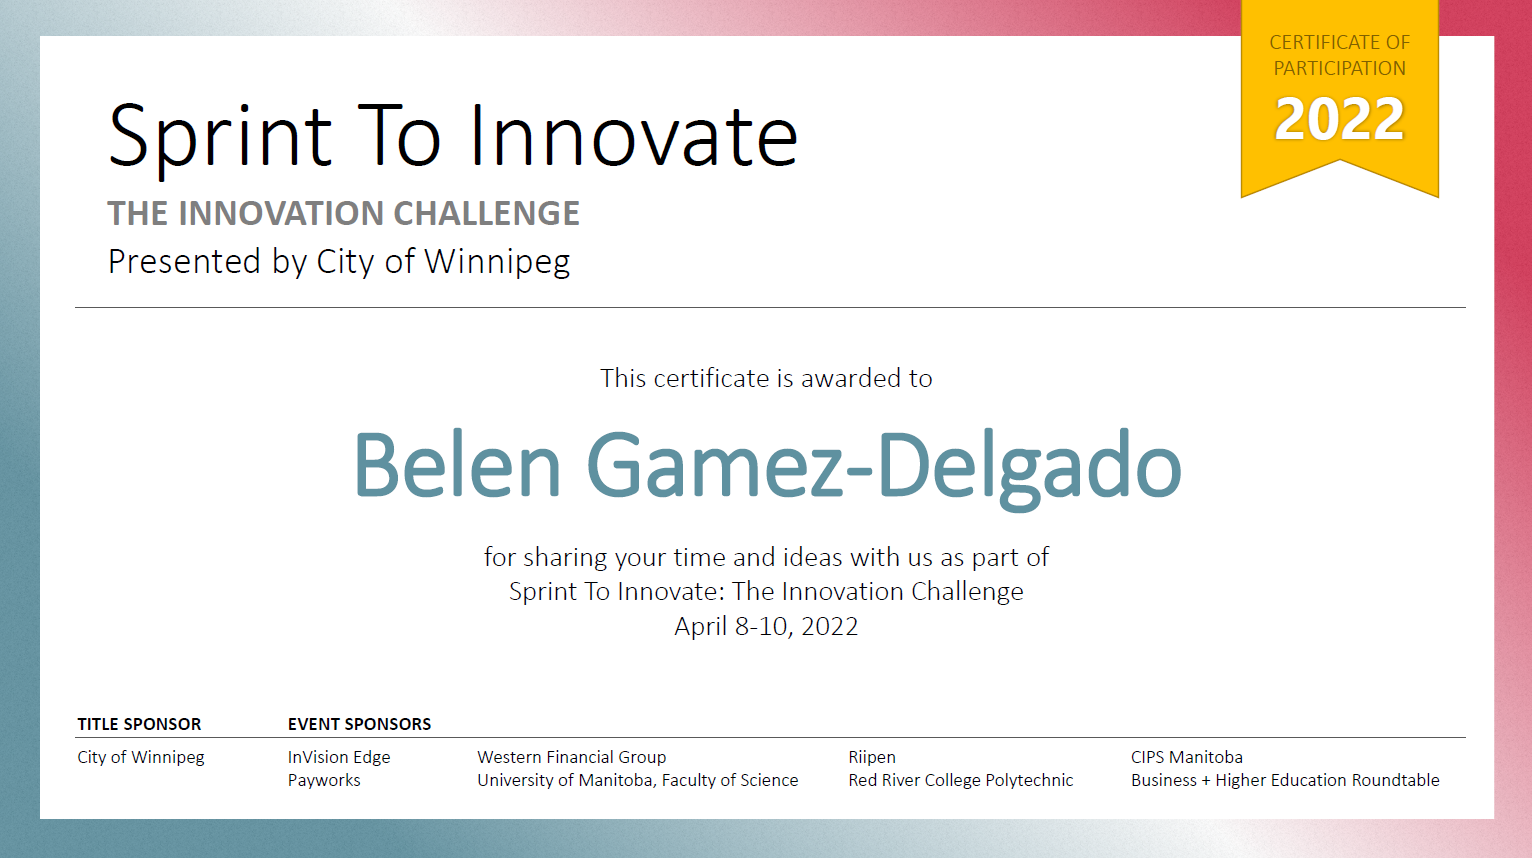 CERTIFICATE OF
PARTICIPATION
2022
Sprint To Innovate
THE INNOVATION CHALLENGE
Presented by City of Winnipeg
This certificate is awarded to
Belen Gamez-Delgado
for sharing your time and ideas with us as part of
Sprint To Innovate: The Innovation Challenge
April 8-10, 2022
TITLE SPONSOR
City of Winnipeg
EVENT SPONSORS
InVision Edge
Payworks
Western Financial Group
University of Manitoba, Faculty of Science
Riipen
Red River College Polytechnic
CIPS Manitoba
Business + Higher Education Roundtable